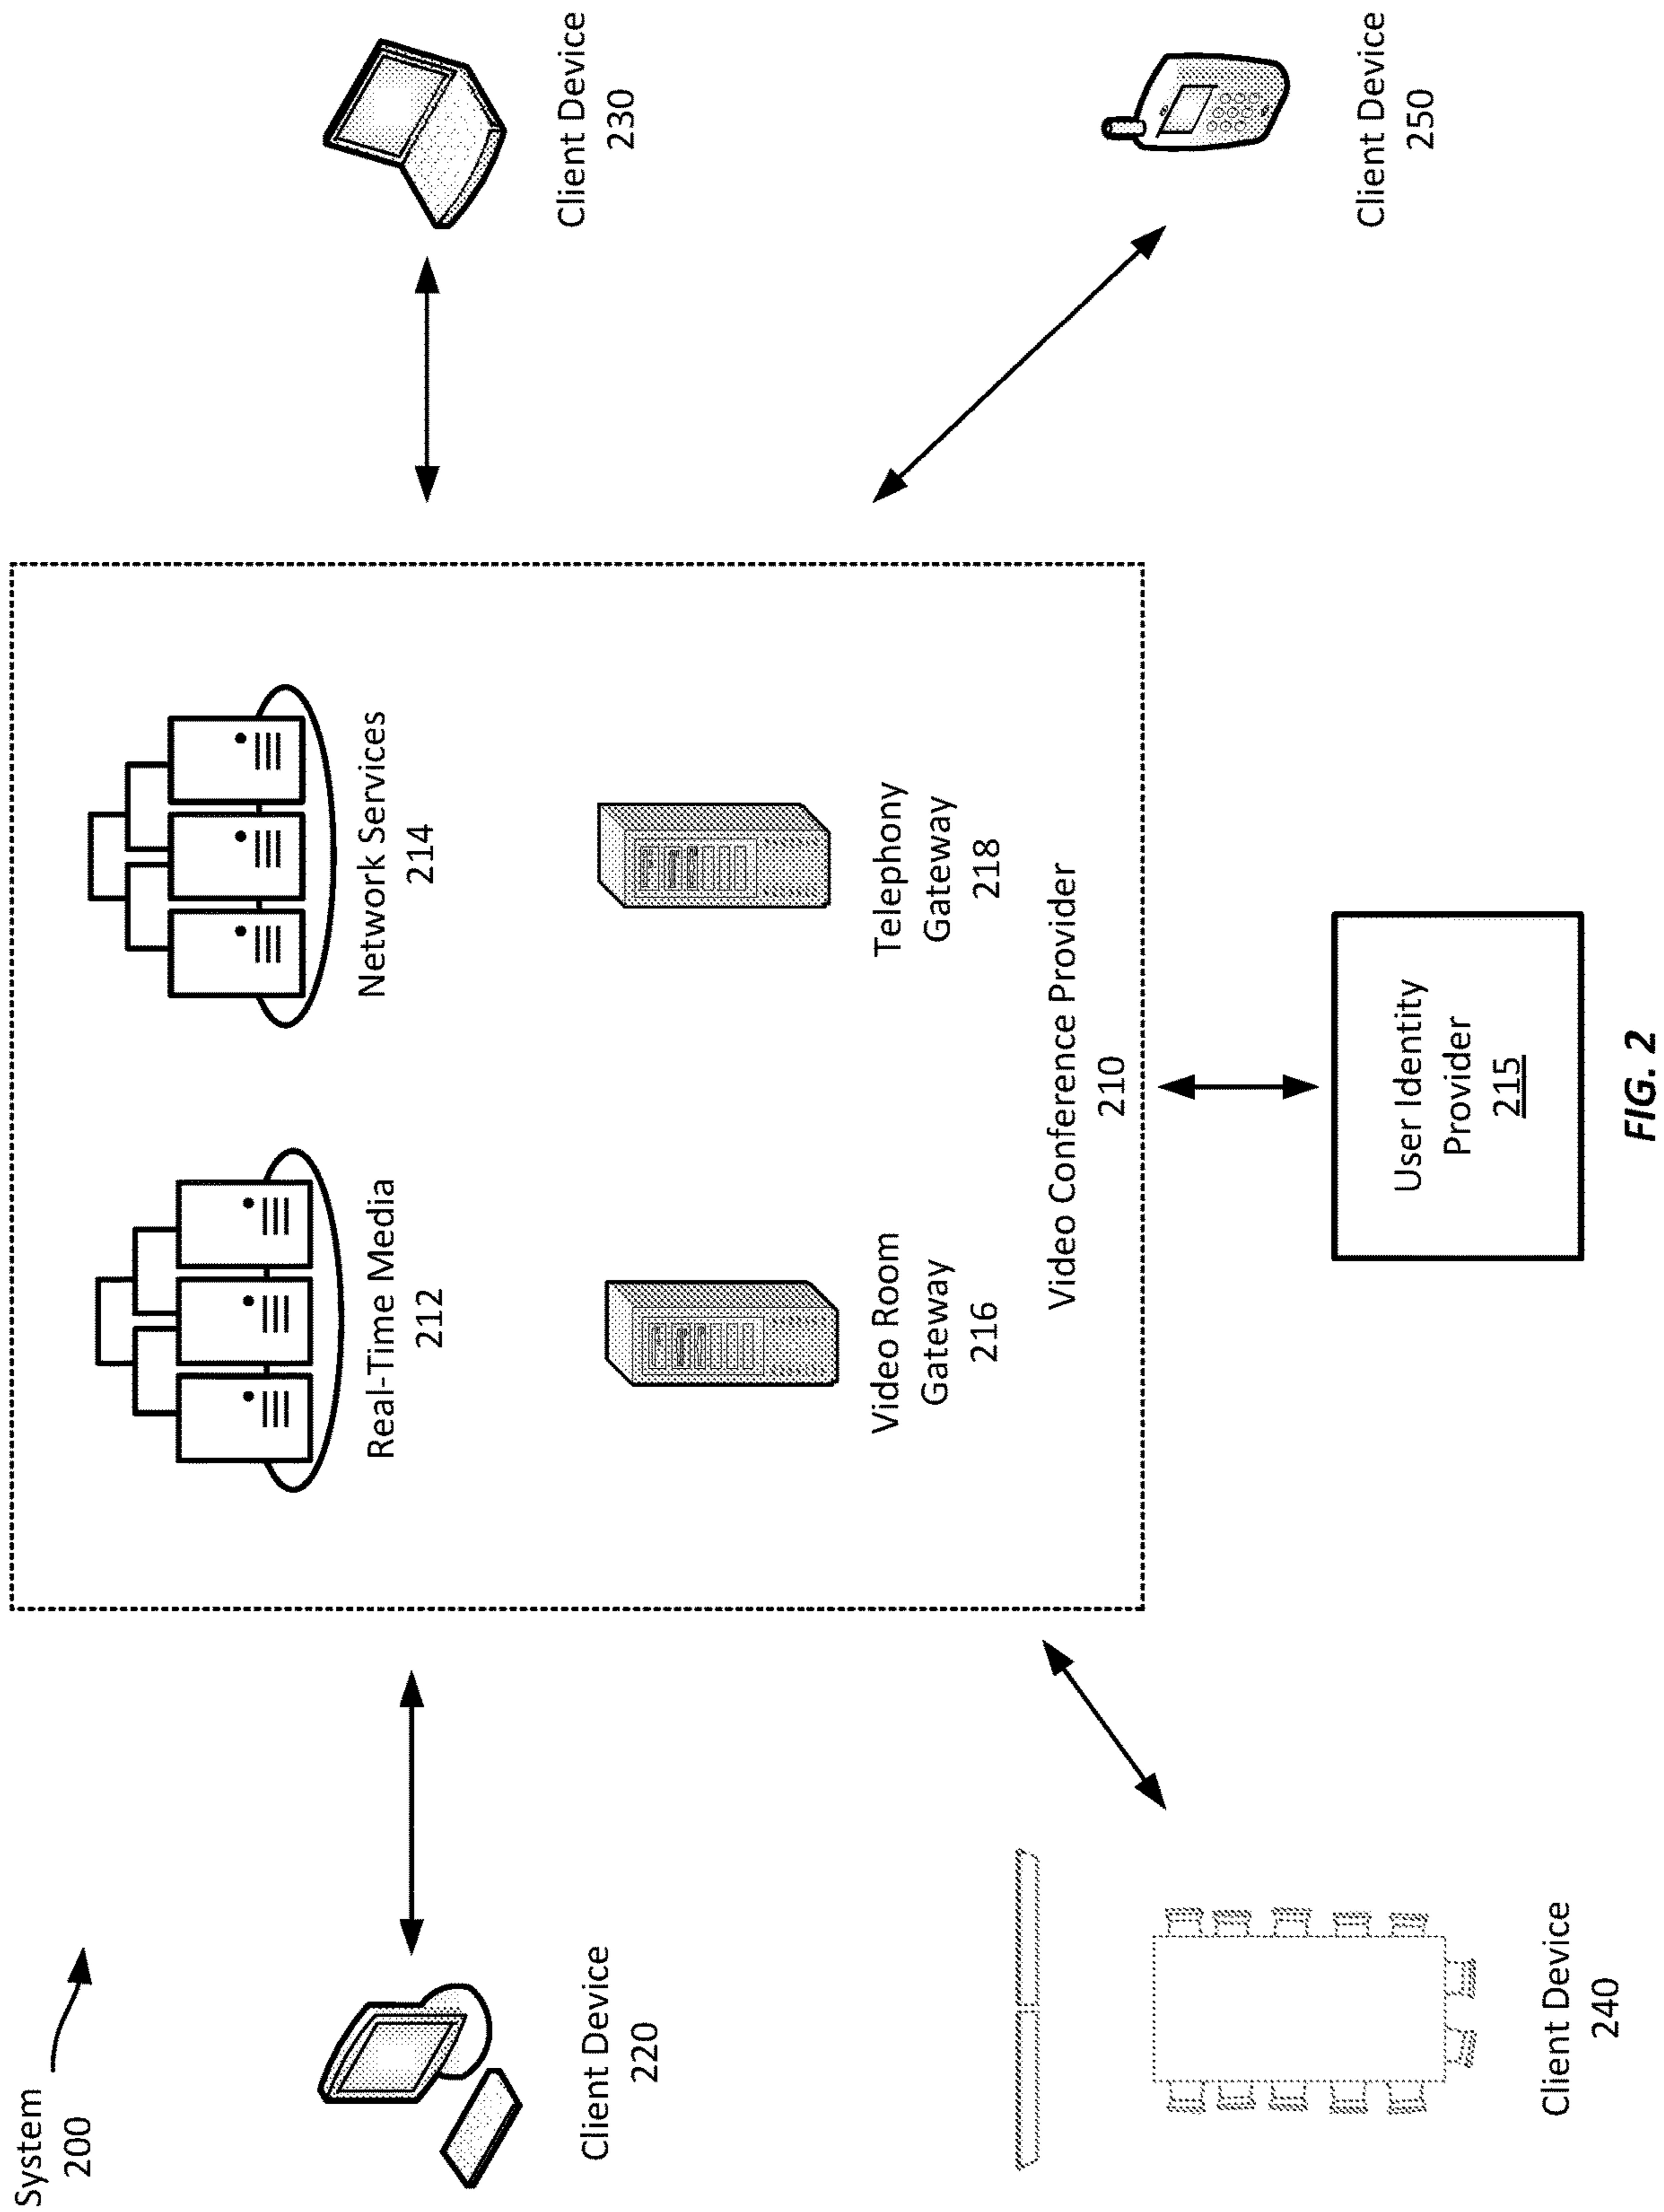 System
200
Real-Time Media
212
Network Services
214
Client Device
220
Client Device
230
Video Room
Gateway
216
Telephony
Gateway
218
Video Conference Provider
210
Client Device
240
User Identity
Provider
215
Client Device
250
FIG. 2